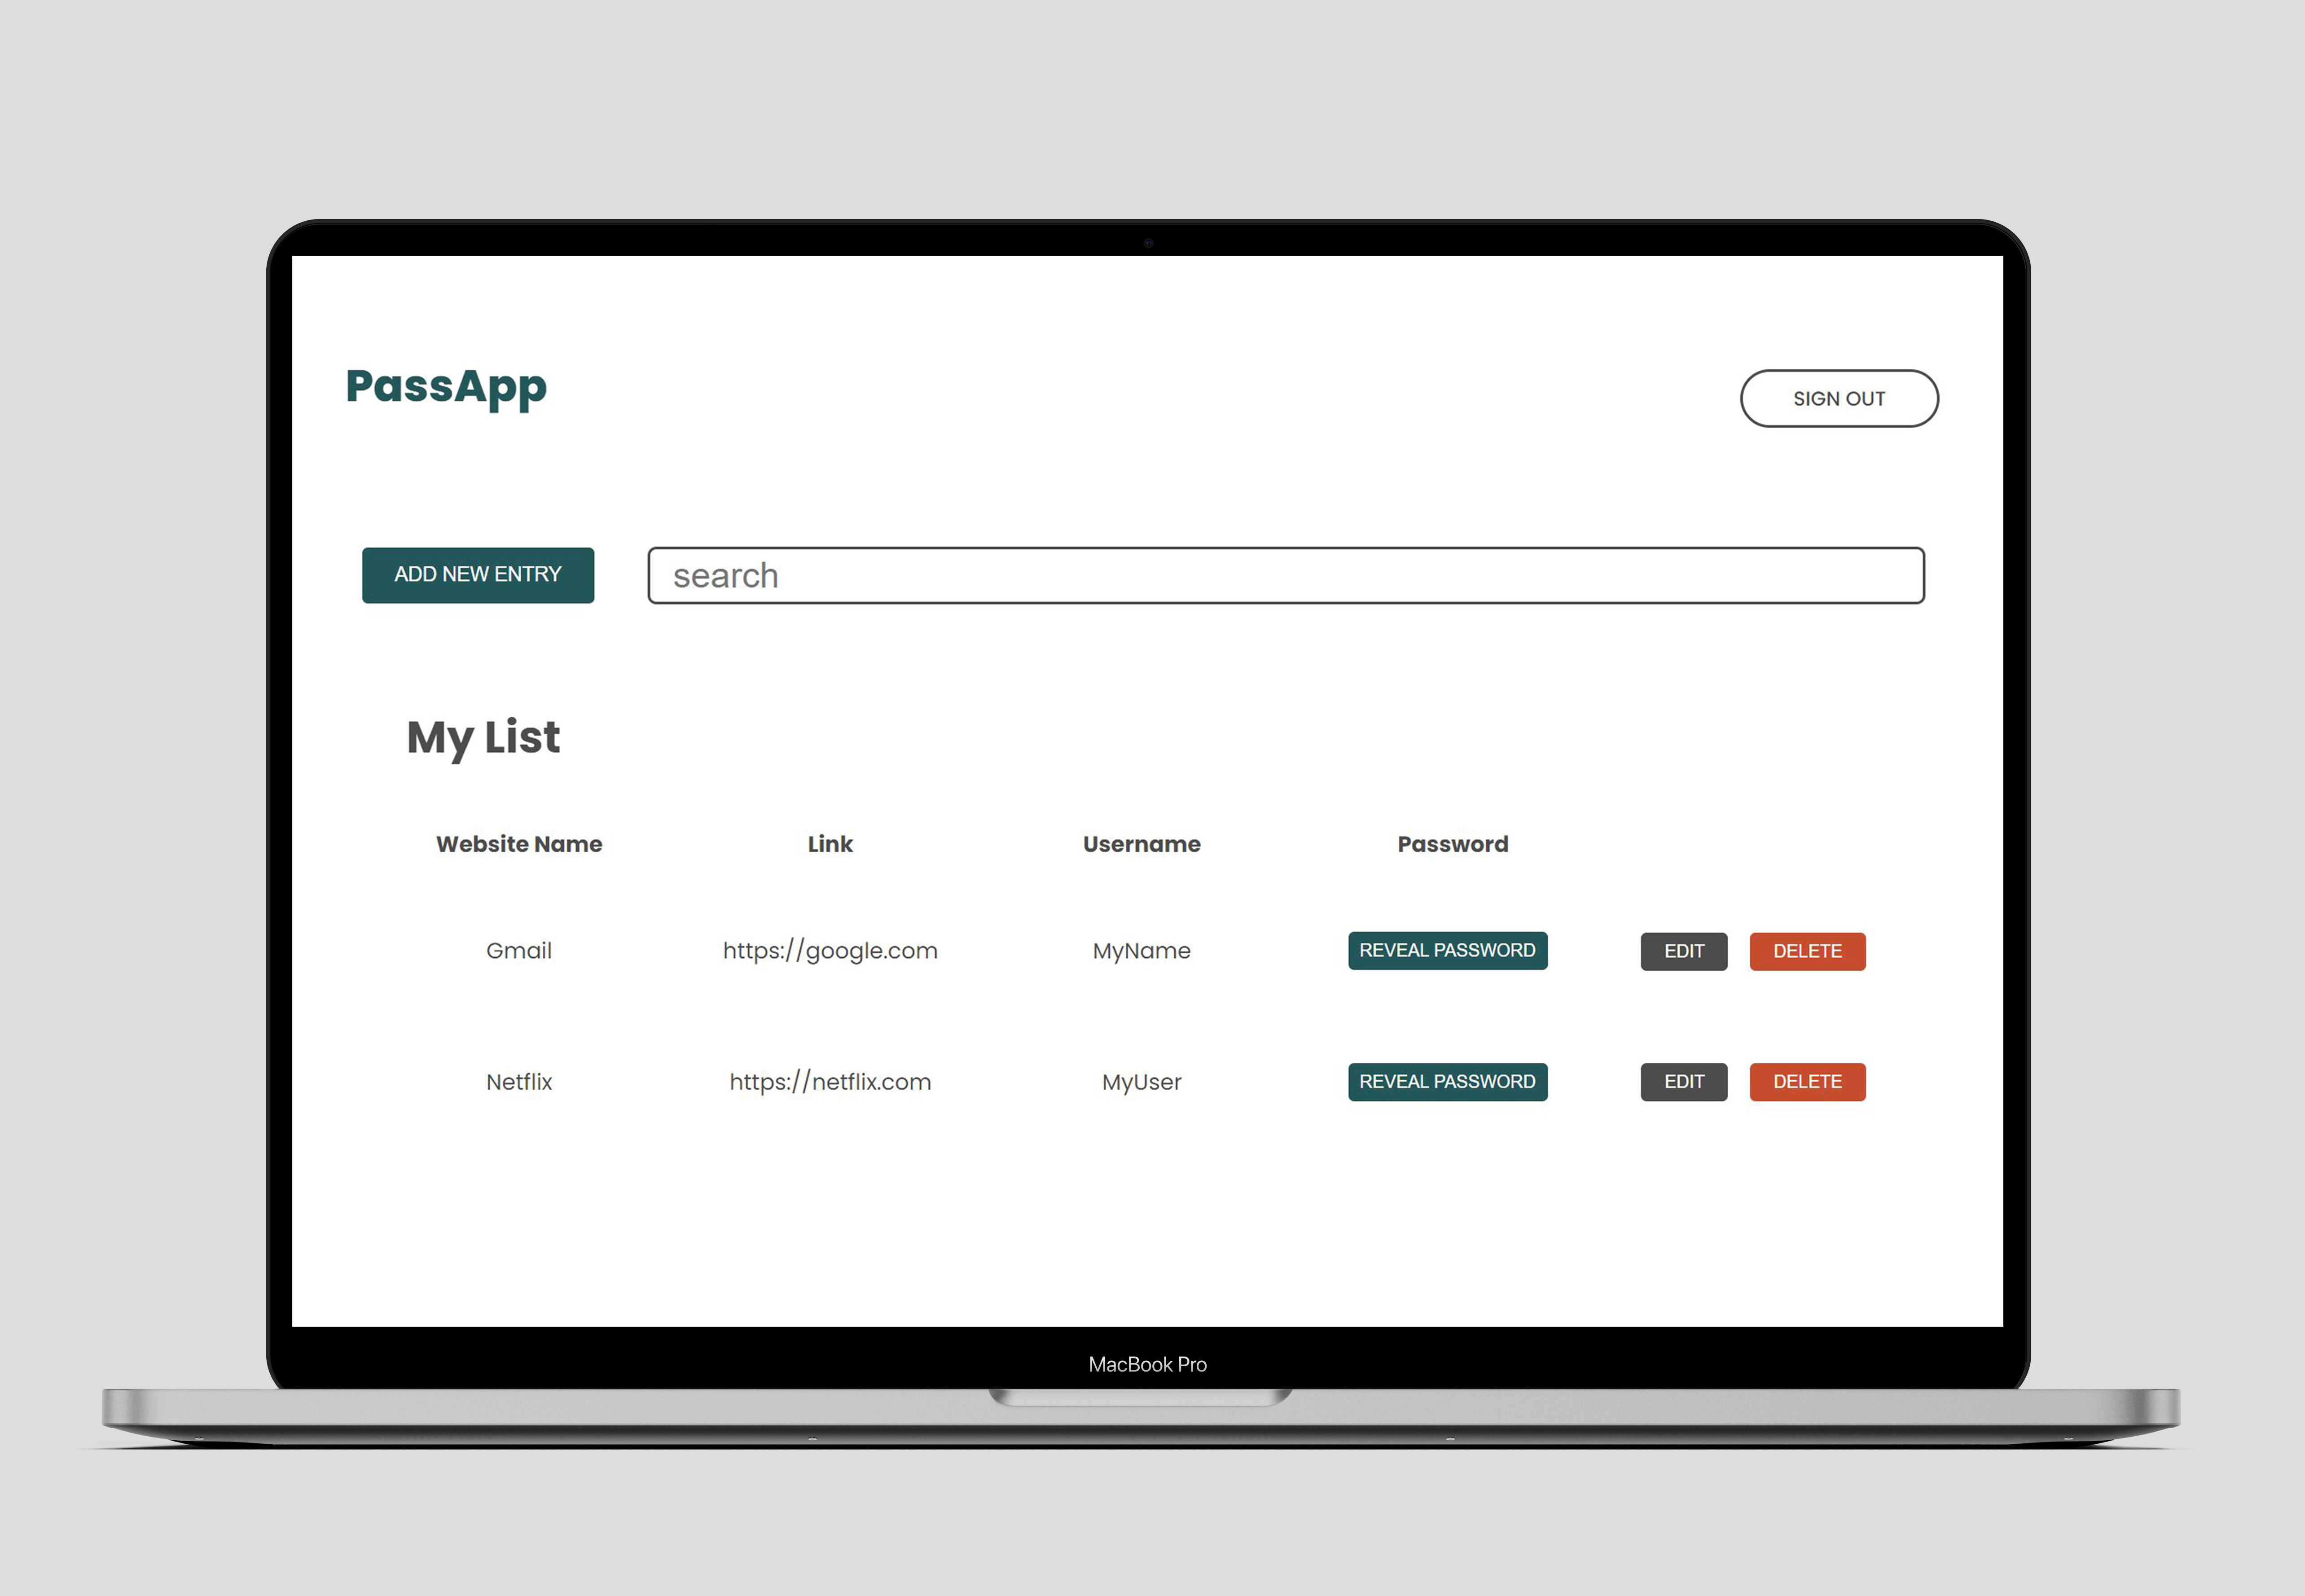 PassApp
SIGN OUT
ADD NEW ENTRY
search
My List
Website Name Link Username Password
Gmail https://google.com MyName REVEAL PASSWORD EDIT DELETE
Netflix https://netflix.com MyUser REVEAL PASSWORD EDIT DELETE
MacBook Pro